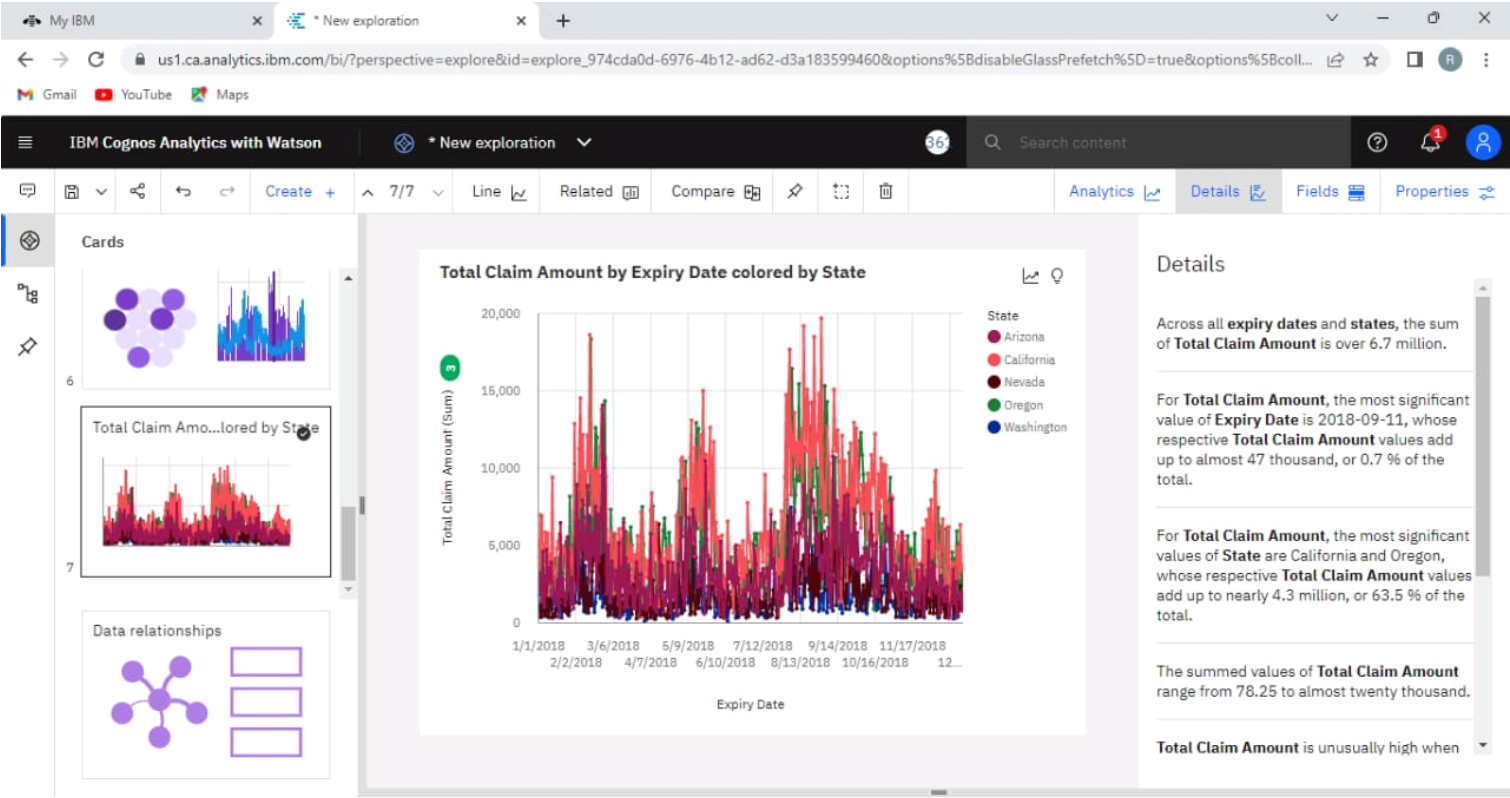 My IBM
* New exploration
us1.ca.analytics.ibm.com/bi/?perspective=explore&id=explore_974cda0d-6976-4b12-ad62-d3a183599460&options%5BdisableGlassPrefetch%5D=true&options%5Bcoll...
R
Gmail YouTube Maps
IBM Cognos Analytics with Watson
* New exploration
361
Search content
1
Create + 7/7 Line Related Compare
Analytics Details Fields Properties
Cards
6
Total Claim Amo...lored by State
7
Data relationships
Total Claim Amount by Expiry Date colored by State
3
Total Claim Amount (Sum)
20,000
15,000
10,000
5,000
0
1/1/2018 3/6/2018 5/9/2018 7/12/2018 9/14/2018 11/17/2018
2/2/2018 4/7/2018 6/10/2018 8/13/2018 10/16/2018 12...
Expiry Date
State
Arizona
California
Nevada
Oregon
Washington
Details
Across all expiry dates and states, the sum
of Total Claim Amount is over 6.7 million.
For Total Claim Amount, the most significant
value of Expiry Date is 2018-09-11, whose
respective Total Claim Amount values add
up to almost 47 thousand, or 0.7 % of the
total.
For Total Claim Amount, the most significant
values of State are California and Oregon,
whose respective Total Claim Amount values
add up to nearly 4.3 million, or 63.5 % of the
total.
The summed values of Total Claim Amount
range from 78.25 to almost twenty thousand.
Total Claim Amount is unusually high when